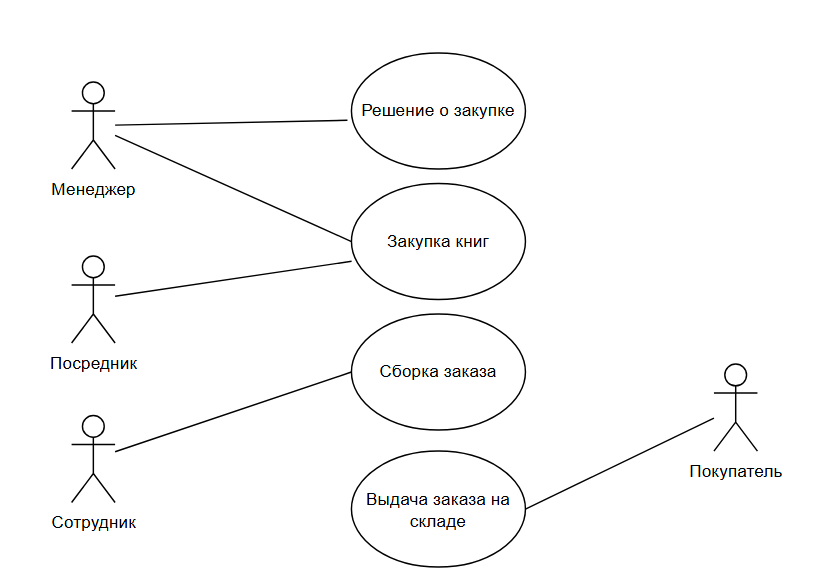 Решение о закупке
Менеджер
Закупка книг
Посредник
Сборка заказа
Покупатель
Выдача заказа на
складе
Сотрудник